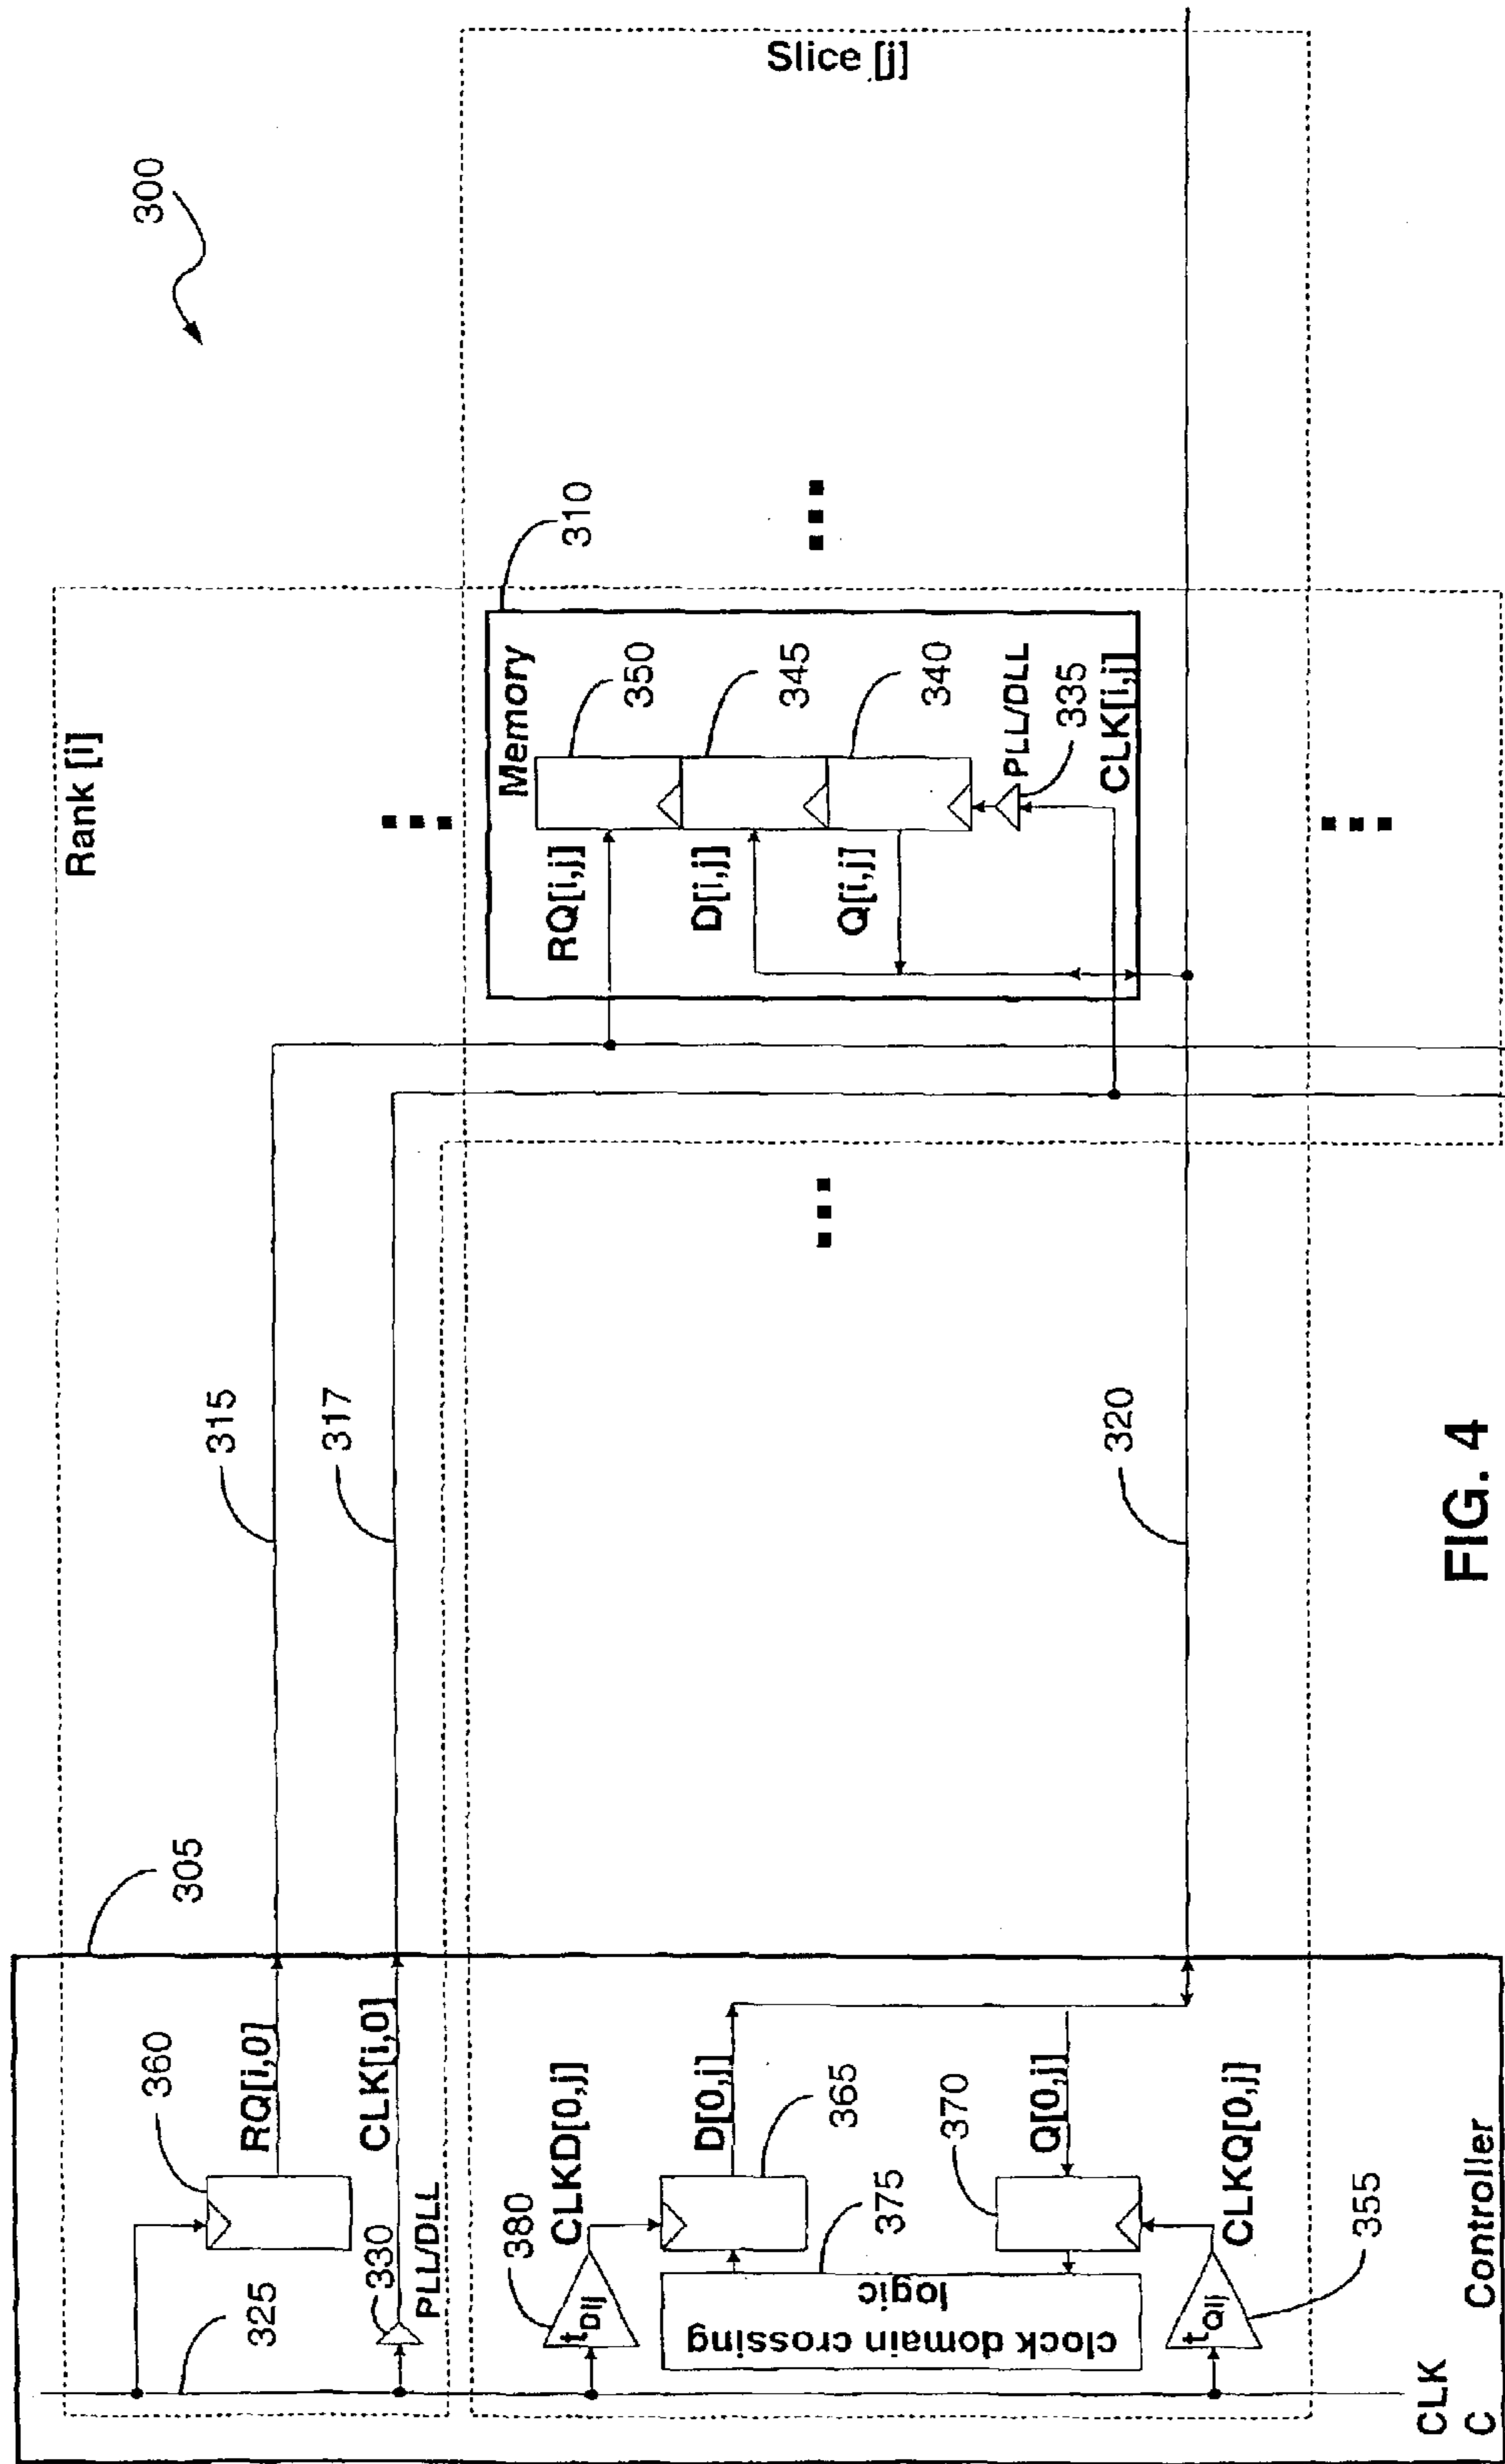 300
Rank [i]
Slice [j]
315
317
320
305
360
RQ[i,0]
CLK[i,0]
325
330
PLL/DLL
380
t_Dij
CLKD[0,j]
D[0,j]
365
375
clock domain crossing
logic
370
Q[0,j]
CLKQ[0,j]
t_Qij
355
CLK
C
Controller
310
Memory
RQ[i,j]
350
D[i,j]
345
Q[i,j]
340
PLL/DLL
335
CLK[i,j]
FIG. 4